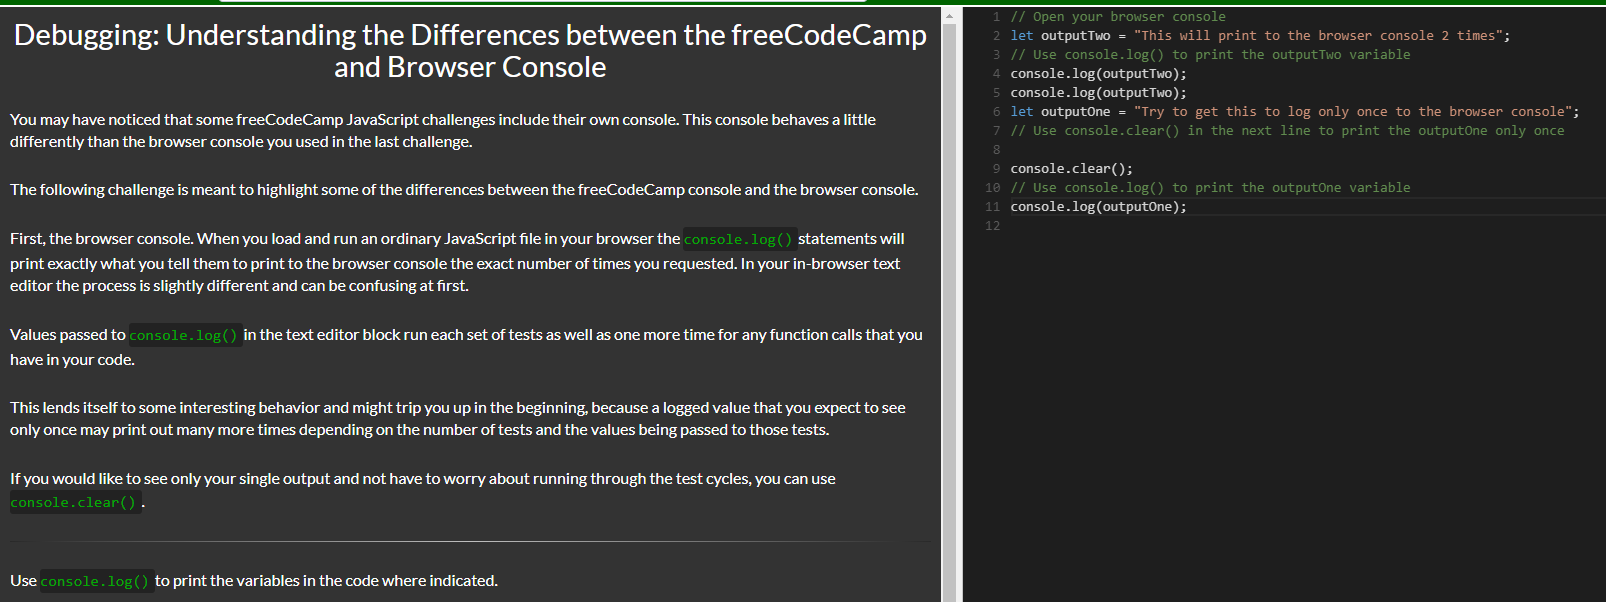 Debugging: Understanding the Differences between the freeCodeCamp
and Browser Console
You may have noticed that some freeCodeCamp JavaScript challenges include their own console. This console behaves a little
differently than the browser console you used in the last challenge.
The following challenge is meant to highlight some of the differences between the freeCodeCamp console and the browser console.
First, the browser console. When you load and run an ordinary JavaScript file in your browser the console.log() statements will
print exactly what you tell them to print to the browser console the exact number of times you requested. In your in-browser text
editor the process is slightly different and can be confusing at first.
Values passed to console.log() in the text editor block run each set of tests as well as one more time for any function calls that you
have in your code.
This lends itself to some interesting behavior and might trip you up in the beginning, because a logged value that you expect to see
only once may print out many more times depending on the number of tests and the values being passed to those tests.
If you would like to see only your single output and not have to worry about running through the test cycles, you can use
console.clear() .
Use console.log() to print the variables in the code where indicated.
1 // Open your browser console
2 let outputTwo = "This will print to the browser console 2 times";
3 // Use console.log() to print the outputTwo variable
4 console.log(outputTwo);
5 console.log(outputTwo);
6 let outputOne = "Try to get this to log only once to the browser console";
7 // Use console.clear() in the next line to print the outputOne only once
8
9 console.clear();
10 // Use console.log() to print the outputOne variable
11 console.log(outputOne);
12